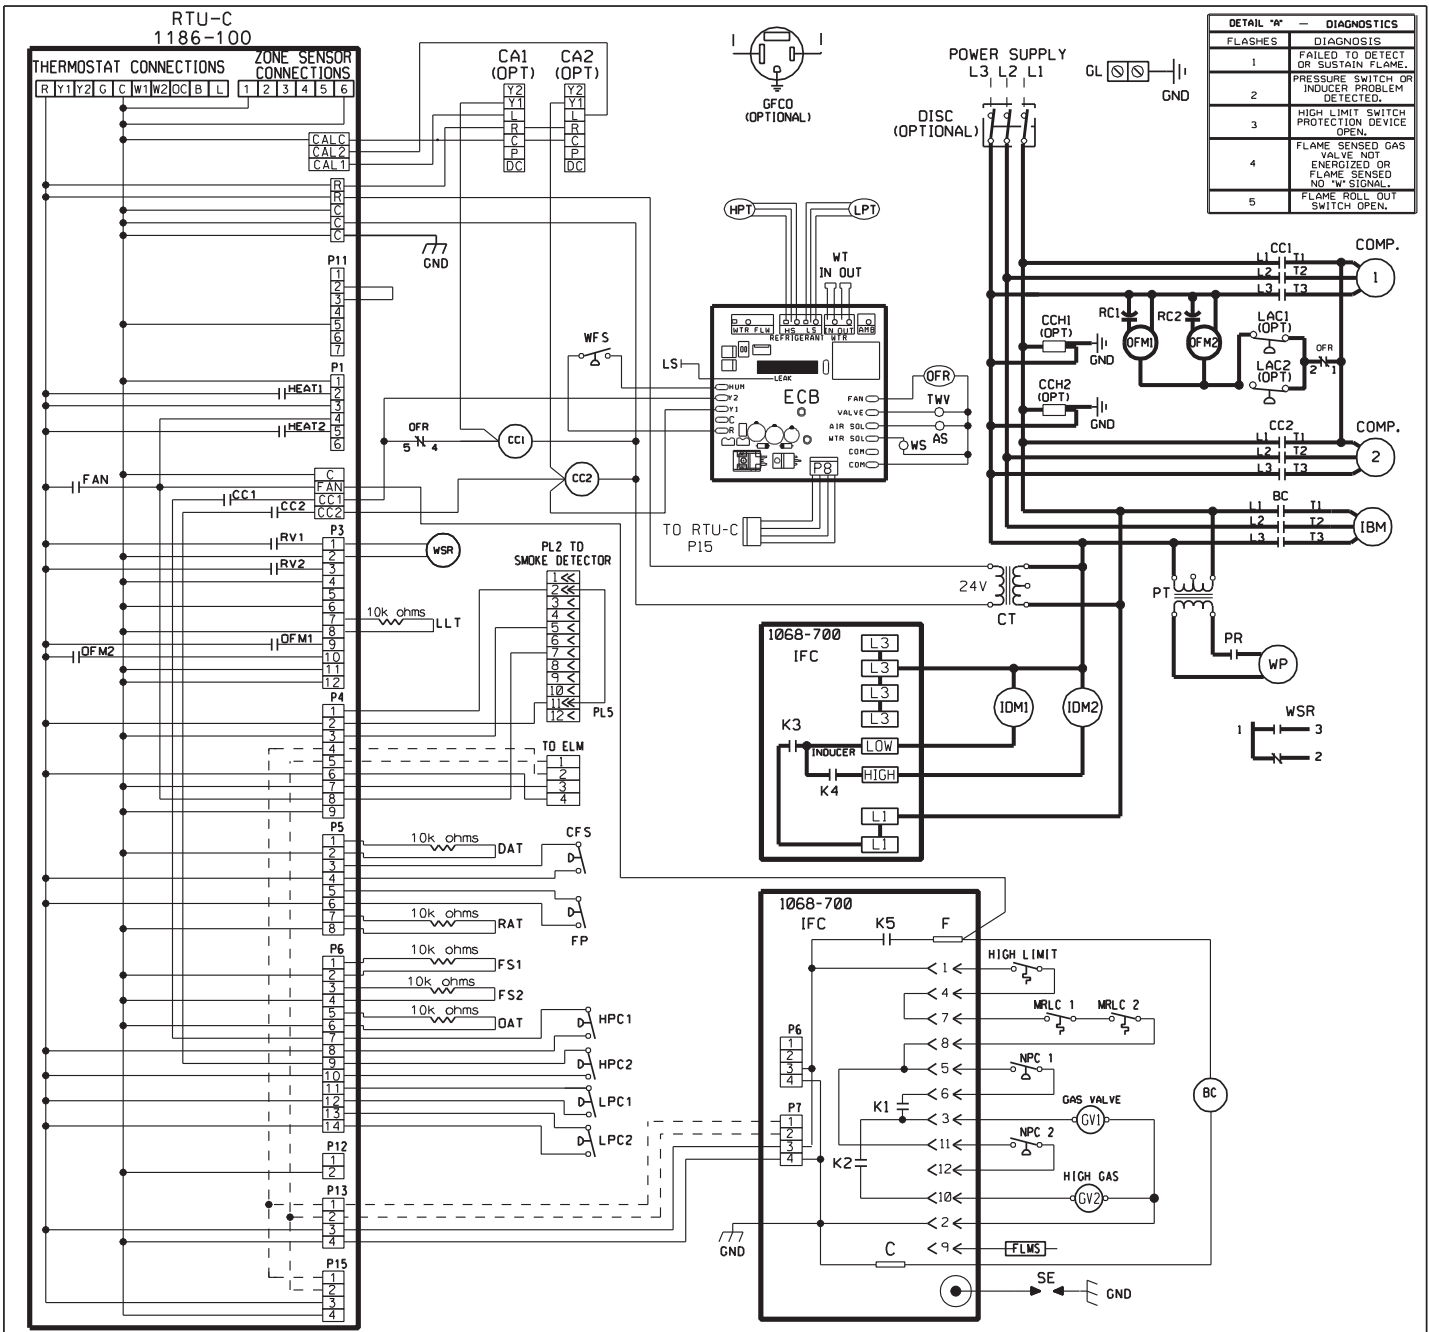 RTU-C
1186-100
THERMOSTAT CONNECTIONS
ZONE SENSOR
CONNECTIONS
R Y1 Y2 G C W1 W2 OC B L
1 2 3 4 5 6
CALC
CAL2
CAL1
R
R
C
C
C
GND
P11
1
2
3
4
5
6
7
P1
1
HEAT1
2
3
4
HEAT2
5
6
C
FAN
FAN
CC1
CC1
CC2
CC2
P3
RV1
1
2
RV2
3
4
5
6
7
8
OFM1
9
OFM2
10
11
12
WSR
10k ohms
LLT
P4
1
2
3
4
5
6
7
8
9
P5
1
2
3
4
5
6
7
8
10k ohms
DAT
CFS
10k ohms
RAT
FP
P6
1
2
3
4
5
6
7
8
9
10
11
12
13
14
10k ohms
FS1
10k ohms
FS2
10k ohms
OAT
HPC1
HPC2
LPC1
LPC2
P12
1
2
P13
1
2
3
4
P15
1
2
3
4
CA1
(OPT)
CA2
(OPT)
Y2
Y1
L
R
C
P
DC
Y2
Y1
L
R
C
P
DC
OFR
5 4
CC1
CC2
WFS
PL2 TO
SMOKE DETECTOR
1
2
3
4
5
6
7
8
9
10
11
12
PL5
TO ELM
1
2
3
4
GFCO
(OPTIONAL)
HPT
LPT
WT
IN OUT
WTR FLW
HS LS
IN OUT
AMB
REFRIGERANT WTR
LS
LEAK
ECB
HUM
Y2
Y1
C
R
FAN
VALVE
AIR SOL
WTR SOL
COM
COM
P8
OFR
TWV
AS
WS
TO RTU-C
P15
POWER SUPPLY
L3 L2 L1
DISC
(OPTIONAL)
GL
GND
DETAIL "A" — DIAGNOSTICS
FLASHES DIAGNOSIS
1 FAILED TO DETECT
OR SUSTAIN FLAME.
2 PRESSURE SWITCH OR
INDUCER PROBLEM
DETECTED.
3 HIGH LIMIT SWITCH
PROTECTION DEVICE
OPEN.
4 FLAME SENSED GAS
VALVE NOT
ENERGIZED OR
FLAME SENSED
NO "W" SIGNAL.
5 FLAME ROLL OUT
SWITCH OPEN.
CC1
L1 T1
L2 T2
L3 T3
COMP.
1
RC1
OFM1
RC2
OFM2
LAC1
(OPT)
LAC2
(OPT)
OFR
2 1
CCH1
(OPT)
GND
CCH2
(OPT)
GND
CC2
L1 T1
L2 T2
L3 T3
COMP.
2
BC
L1 T1
L2 T2
L3 T3
IBM
24V
CT
PT
PR
WP
WSR
1 3
2
1068-700
IFC
L3
L3
L3
L3
K3
INDUCER
LOW
K4
HIGH
L1
L1
IDM1
IDM2
1068-700
IFC
K5
F
HIGH LIMIT
1
4
MRLC 1
MRLC 2
7
8
P6
1
2
3
4
NPC 1
5
6
K1
GAS VALVE
3
GV1
P7
1
2
3
4
NPC 2
11
K2
12
HIGH GAS
10
GV2
2
GND
C
9
FLMS
SE
GND
BC